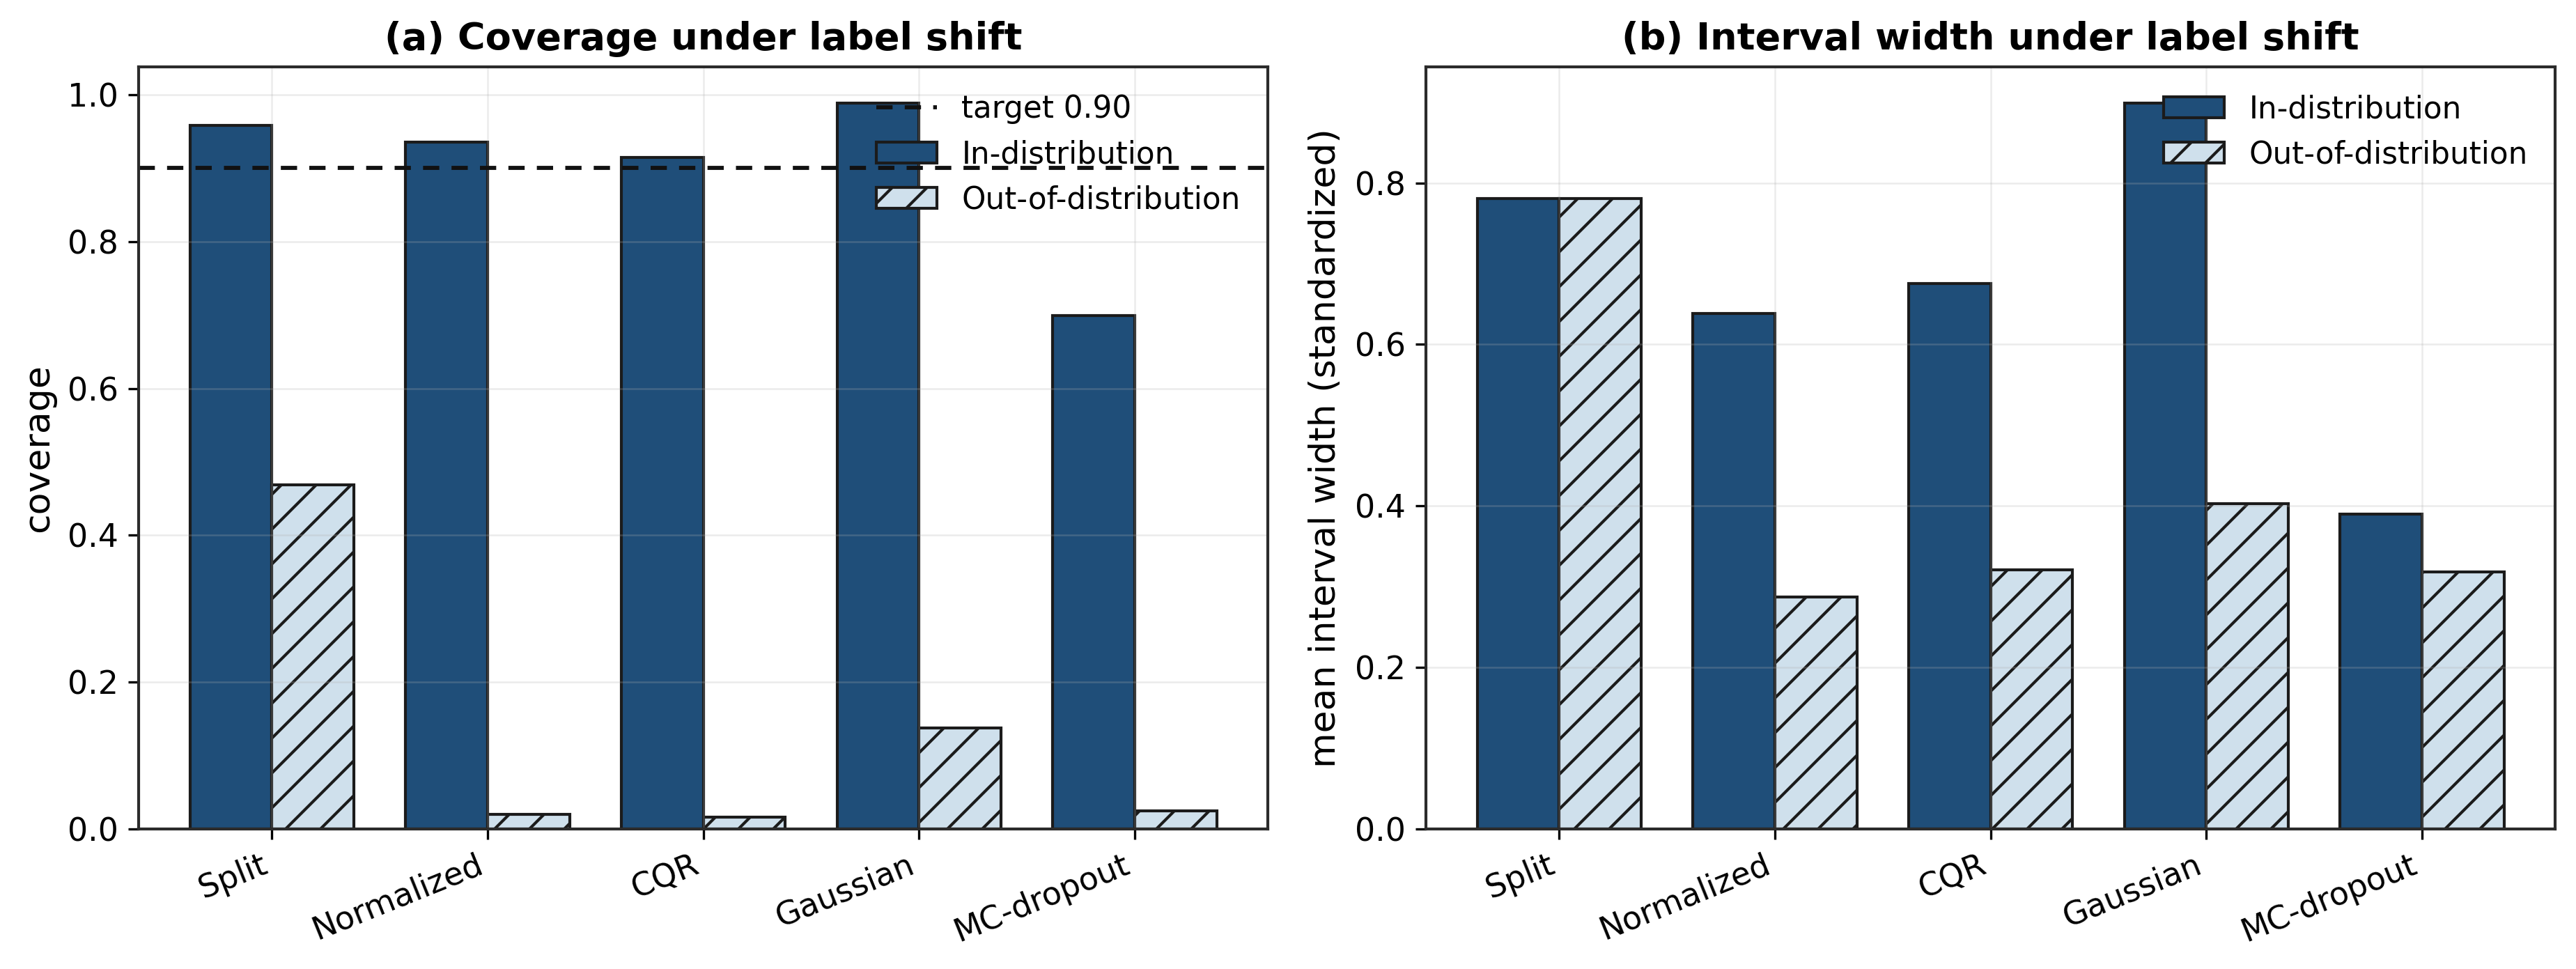 (a) Coverage under label shift
coverage
1.0
0.8
0.6
0.4
0.2
0.0
target 0.90
In-distribution
Out-of-distribution
Split
Normalized
CQR
Gaussian
MC-dropout
(b) Interval width under label shift
mean interval width (standardized)
0.8
0.6
0.4
0.2
0.0
In-distribution
Out-of-distribution
Split
Normalized
CQR
Gaussian
MC-dropout